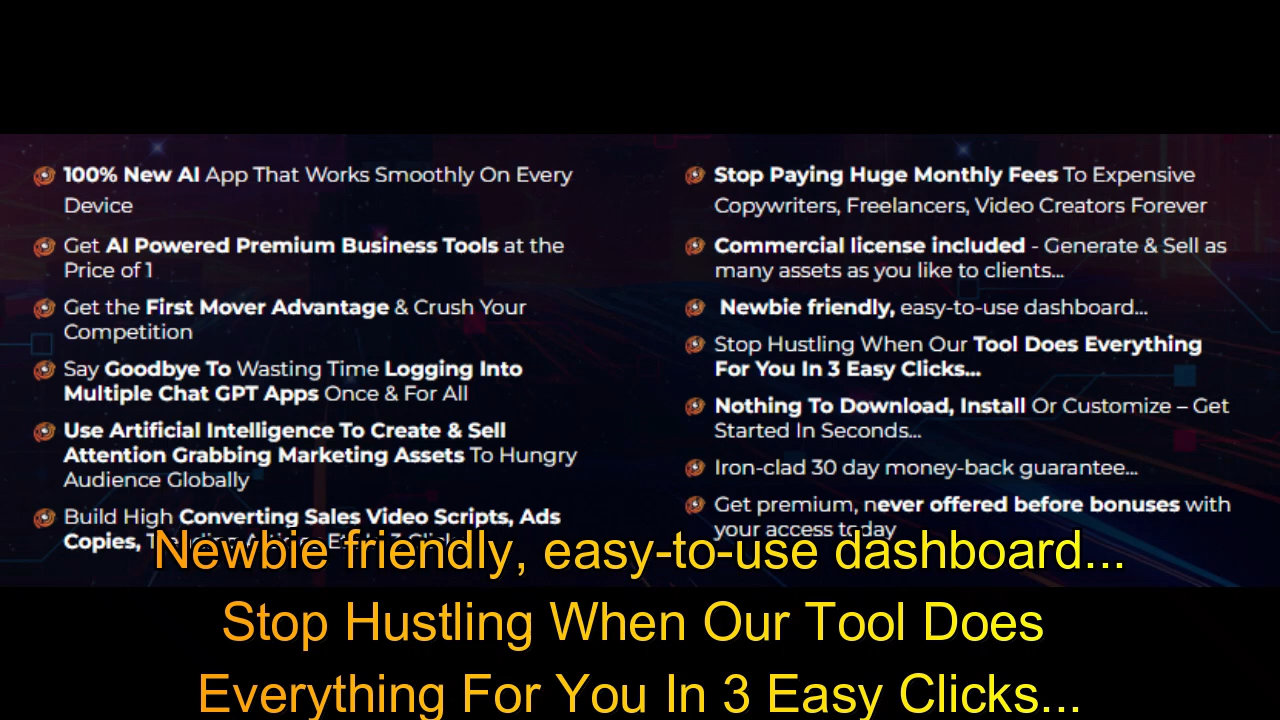 100% New AI App That Works Smoothly On Every
Device
Get AI Powered Premium Business Tools at the
Price of 1
Get the First Mover Advantage & Crush Your
Competition
Say Goodbye To Wasting Time Logging Into
Multiple Chat GPT Apps Once & For All
Use Artificial Intelligence To Create & Sell
Attention Grabbing Marketing Assets To Hungry
Audience Globally
Build High Converting Sales Video Scripts, Ads
Copies,
Stop Paying Huge Monthly Fees To Expensive
Copywriters, Freelancers, Video Creators Forever
Commercial license included - Generate & Sell as
many assets as you like to clients...
Newbie friendly, easy-to-use dashboard...
Stop Hustling When Our Tool Does Everything
For You In 3 Easy Clicks...
Nothing To Download, Install Or Customize – Get
Started In Seconds...
Iron-clad 30 day money-back guarantee...
Get premium, never offered before bonuses with
your access today
Newbie friendly, easy-to-use dashboard...
Stop Hustling When Our Tool Does
Everything For You In 3 Easy Clicks...